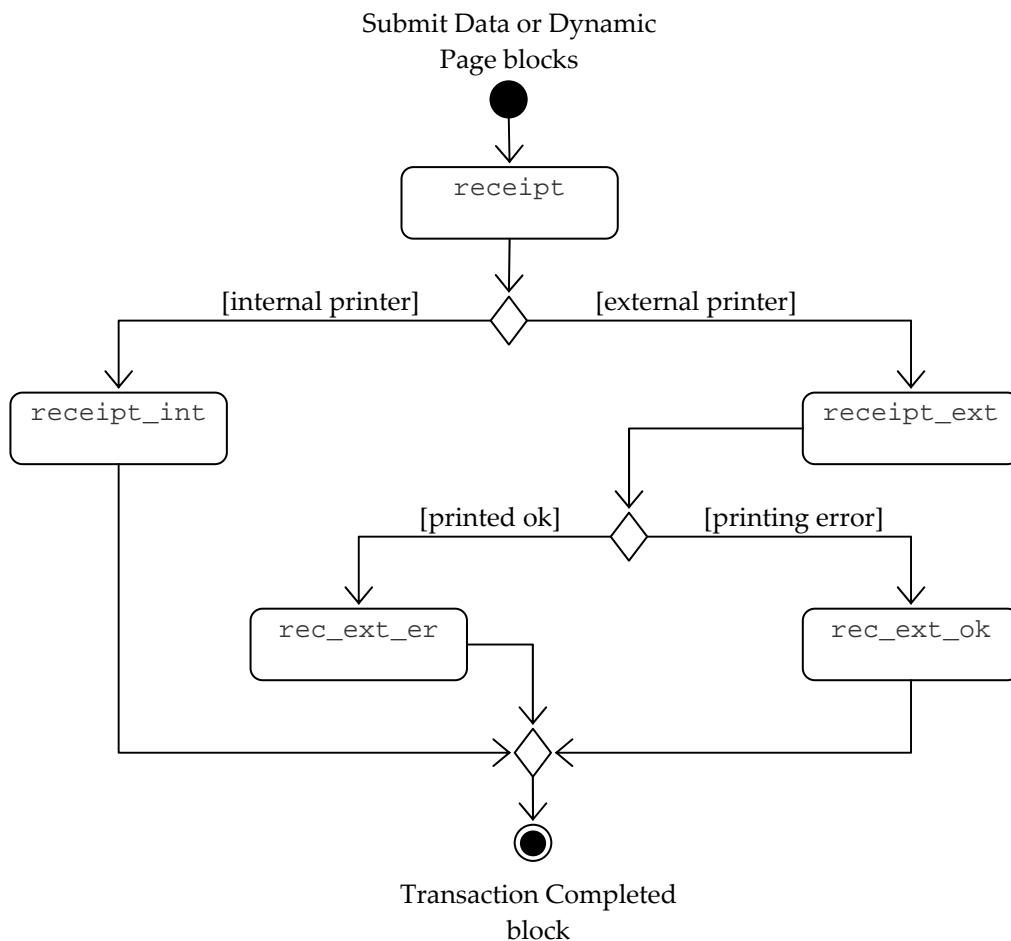 Submit Data or Dynamic
Page blocks
receipt
[internal printer]
[external printer]
receipt_int
receipt_ext
[printed ok]
[printing error]
rec_ext_er
rec_ext_ok
Transaction Completed
block